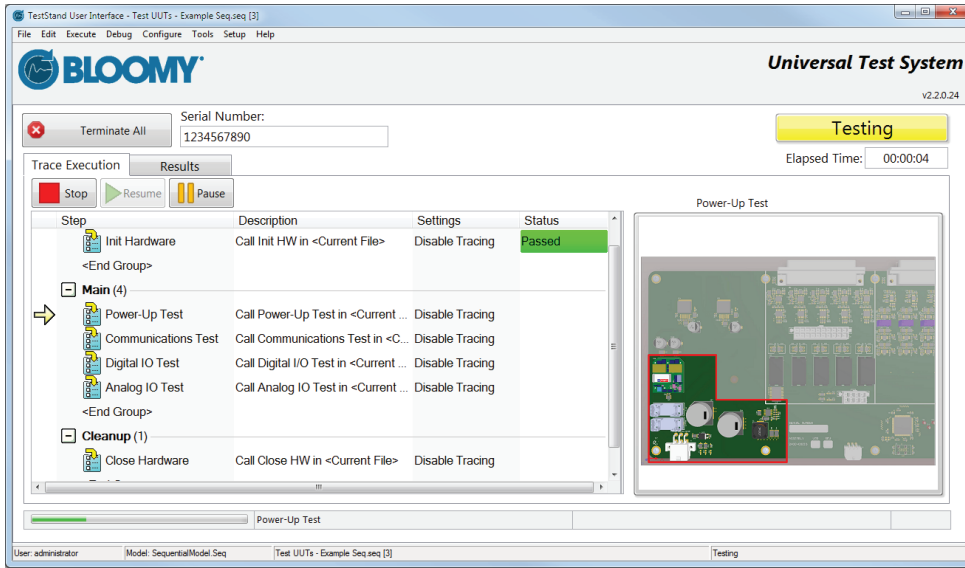 TestStand User Interface - Test UUTs - Example Seq.seq [3]
File Edit Execute Debug Configure Tools Setup Help
BLOOMY
Universal Test System
v2.2.0.24
Terminate All
Serial Number:
1234567890
Testing
Elapsed Time: 00:00:04
Trace Execution Results
Stop Resume Pause
Power-Up Test
Step Description Settings Status
Init Hardware Call Init HW in <Current File> Disable Tracing Passed
<End Group>
Main (4)
Power-Up Test Call Power-Up Test in <Current ... Disable Tracing
Communications Test Call Communications Test in <C... Disable Tracing
Digital IO Test Call Digital I/O Test in <Current ... Disable Tracing
Analog IO Test Call Analog IO Test in <Current ... Disable Tracing
<End Group>
Cleanup (1)
Close Hardware Call Close HW in <Current File> Disable Tracing
Power-Up Test
User: administrator Model: SequentialModel.Seq Test UUTs - Example Seq.seq [3] Testing